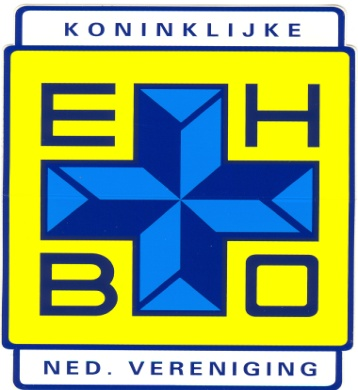 KONINKLIJKE
E H
B O
NED. VERENIGING